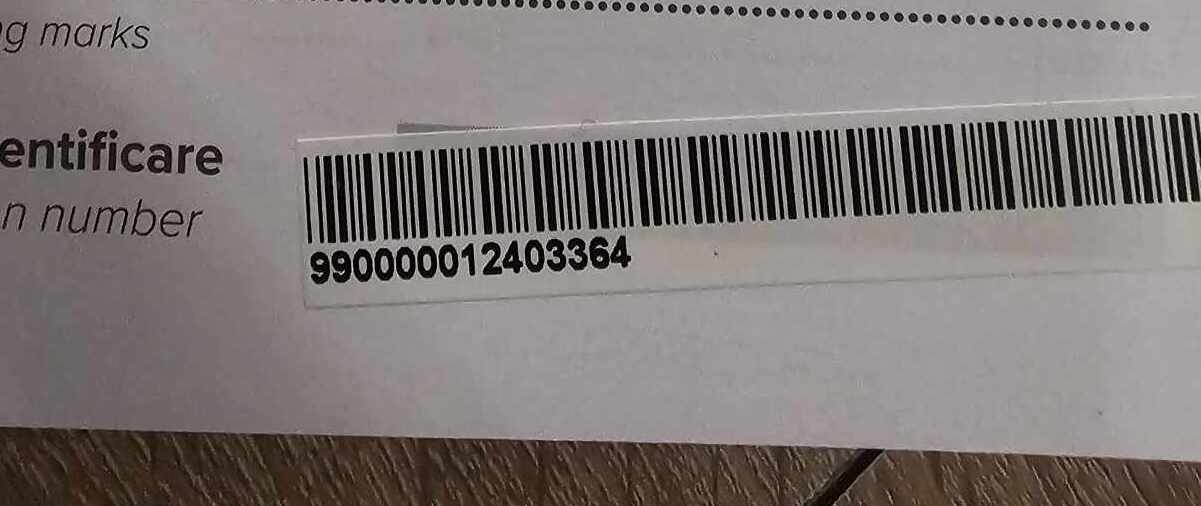 g marks
entificare
n number
990000012403364